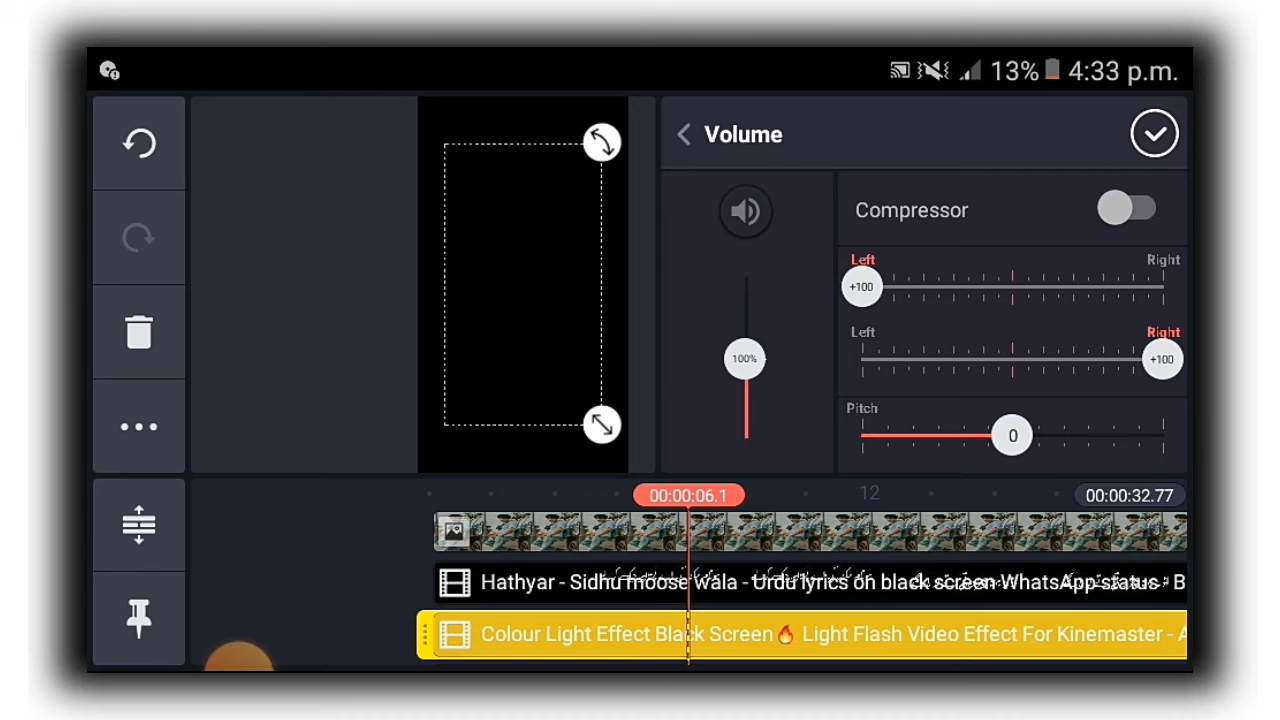 13% 4:33 p.m.
Volume
Compressor
Left Right
+100
100%
Left Right
+100
Pitch
0
00:00:06.1 12 00:00:32.77
Hathyar - Sidhu moose wala - Urdu lyrics on black screen WhatsApp status - B
Colour Light Effect Black Screen🔥 Light Flash Video Effect For Kinemaster - A